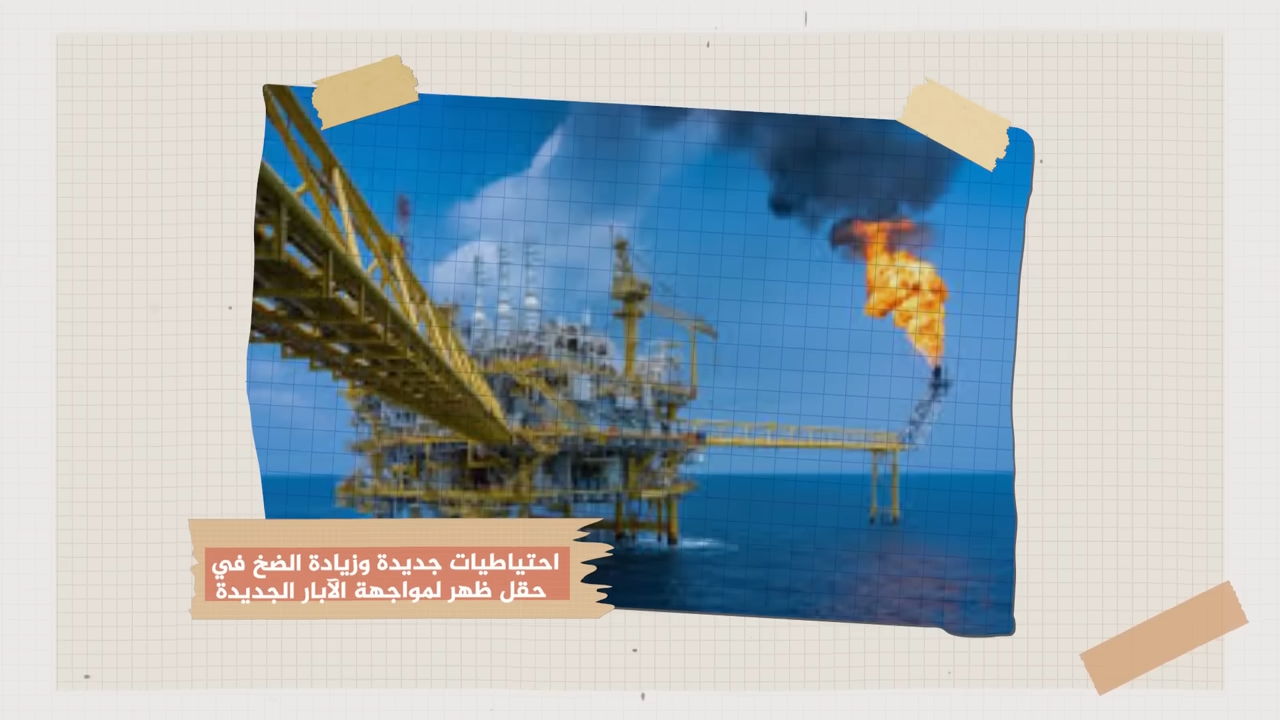 احتياطيات جديدة وزيادة الضخ في
حقل ظهر لمواجهة الآبار الجديدة